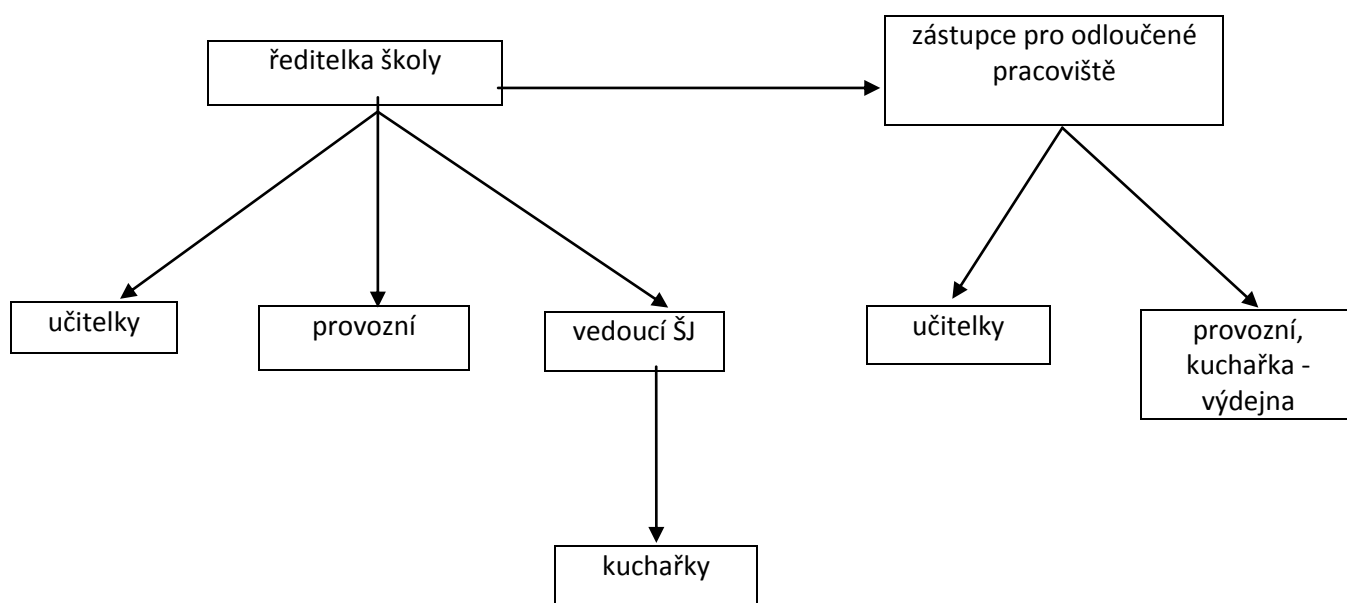 ředitelka školy
zástupce pro odloučené
pracoviště
učitelky
provozní
vedoucí ŠJ
učitelky
provozní,
kuchařka -
výdejna
kuchařky